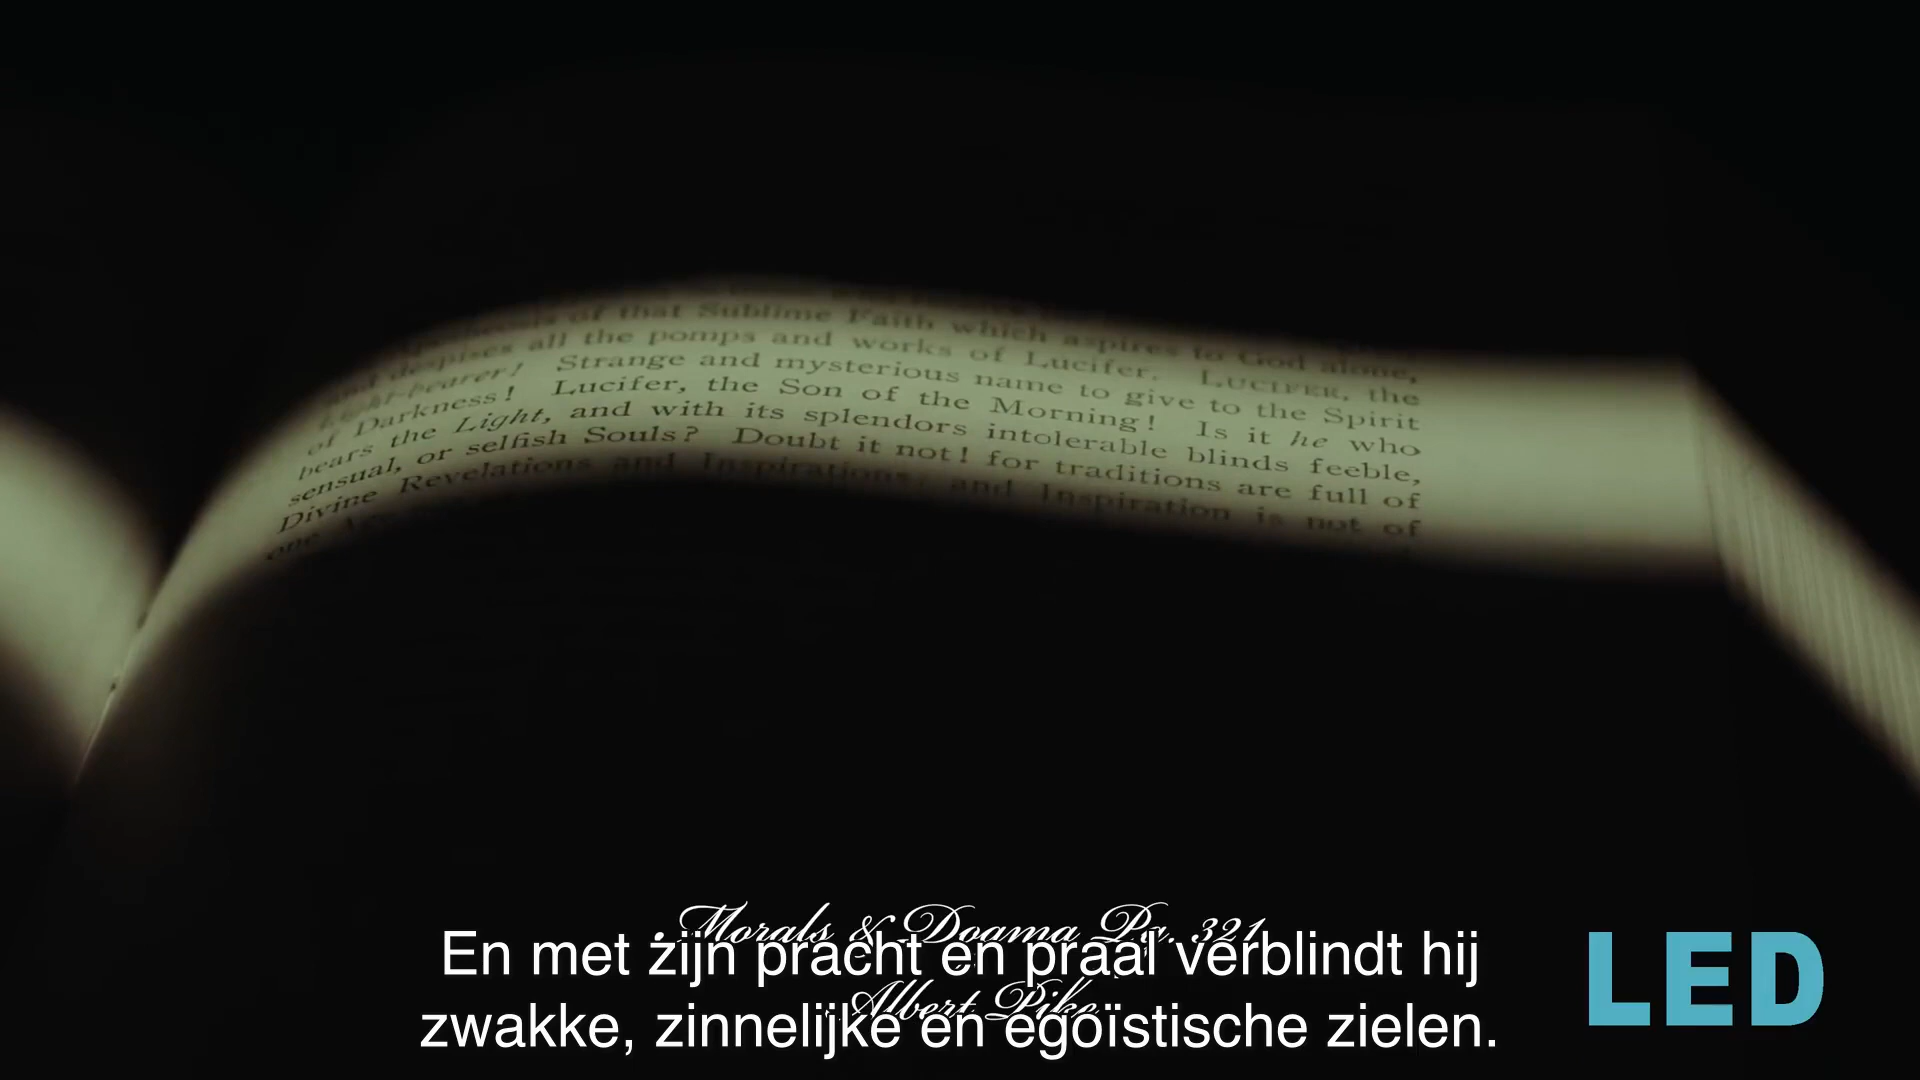 of that Sublime Faith which aspires to God alone,
and despises all the pomps and works of Lucifer. LUCIFER, the
Light-bearer! Strange and mysterious name to give to the Spirit
of Darkness! Lucifer, the Son of the Morning! Is it he who
bears the Light, and with its splendors intolerable blinds feeble,
sensual, or selfish Souls? Doubt it not! for traditions are full of
Divine Revelations and Inspirations: and Inspiration is not of
one
Morals & Dogma Pg. 321
Albert Pike
En met zijn pracht en praal verblindt hij
zwakke, zinnelijke en egoïstische zielen.
LED